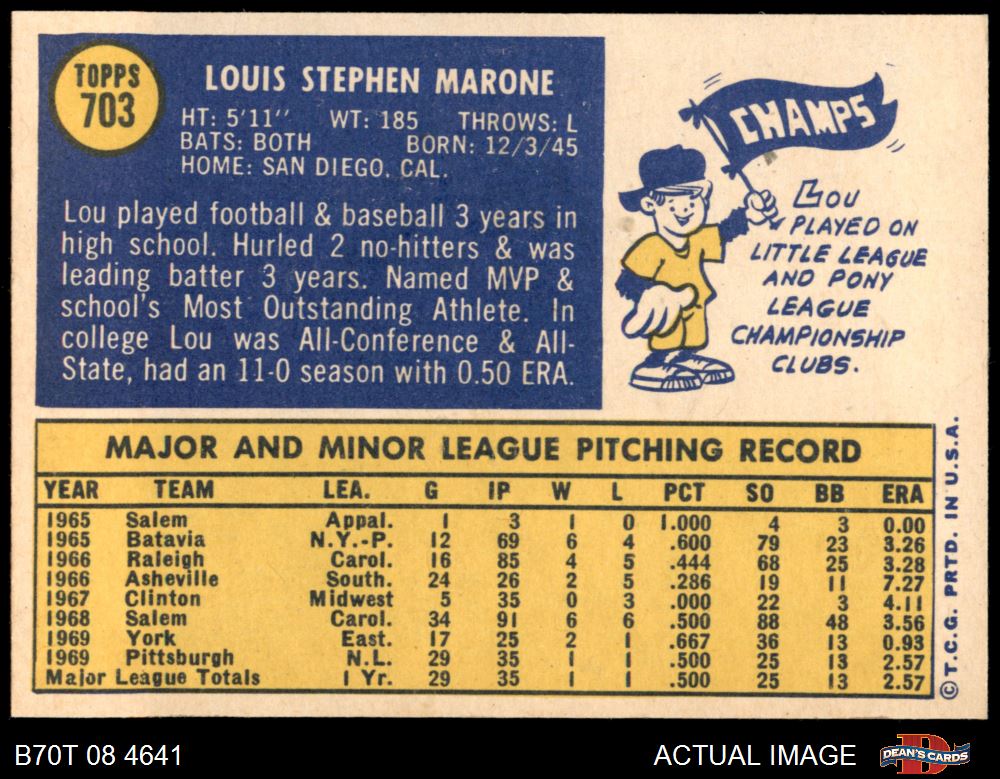 TOPPS
703
LOUIS STEPHEN MARONE
HT: 5'11" WT: 185 THROWS: L
BATS: BOTH BORN: 12/3/45
HOME: SAN DIEGO, CAL.
Lou played football & baseball 3 years in
high school. Hurled 2 no-hitters & was
leading batter 3 years. Named MVP &
school's Most Outstanding Athlete. In
college Lou was All-Conference & All-
State, had an 11-0 season with 0.50 ERA.
CHAMPS
LOU
PLAYED ON
LITTLE LEAGUE
AND PONY
LEAGUE
CHAMPIONSHIP
CLUBS.
MAJOR AND MINOR LEAGUE PITCHING RECORD
YEAR TEAM LEA. G IP W L PCT SO BB ERA
1965 Salem Appal. 1 3 1 0 1.000 4 3 0.00
1965 Batavia N.Y.-P. 12 69 6 4 .600 79 23 3.26
1966 Raleigh Carol. 16 85 4 5 .444 68 25 3.28
1966 Asheville South. 24 26 2 5 .286 19 11 7.27
1967 Clinton Midwest 5 35 0 3 .000 22 3 4.11
1968 Salem Carol. 34 91 6 6 .500 88 48 3.56
1969 York East. 17 25 2 1 .667 36 13 0.93
1969 Pittsburgh N.L. 29 35 1 1 .500 25 13 2.57
Major League Totals 1 Yr. 29 35 1 1 .500 25 13 2.57
© T.C.G. PRTD. IN U.S.A.
B70T 08 4641
ACTUAL IMAGE
DEAN'S CARDS